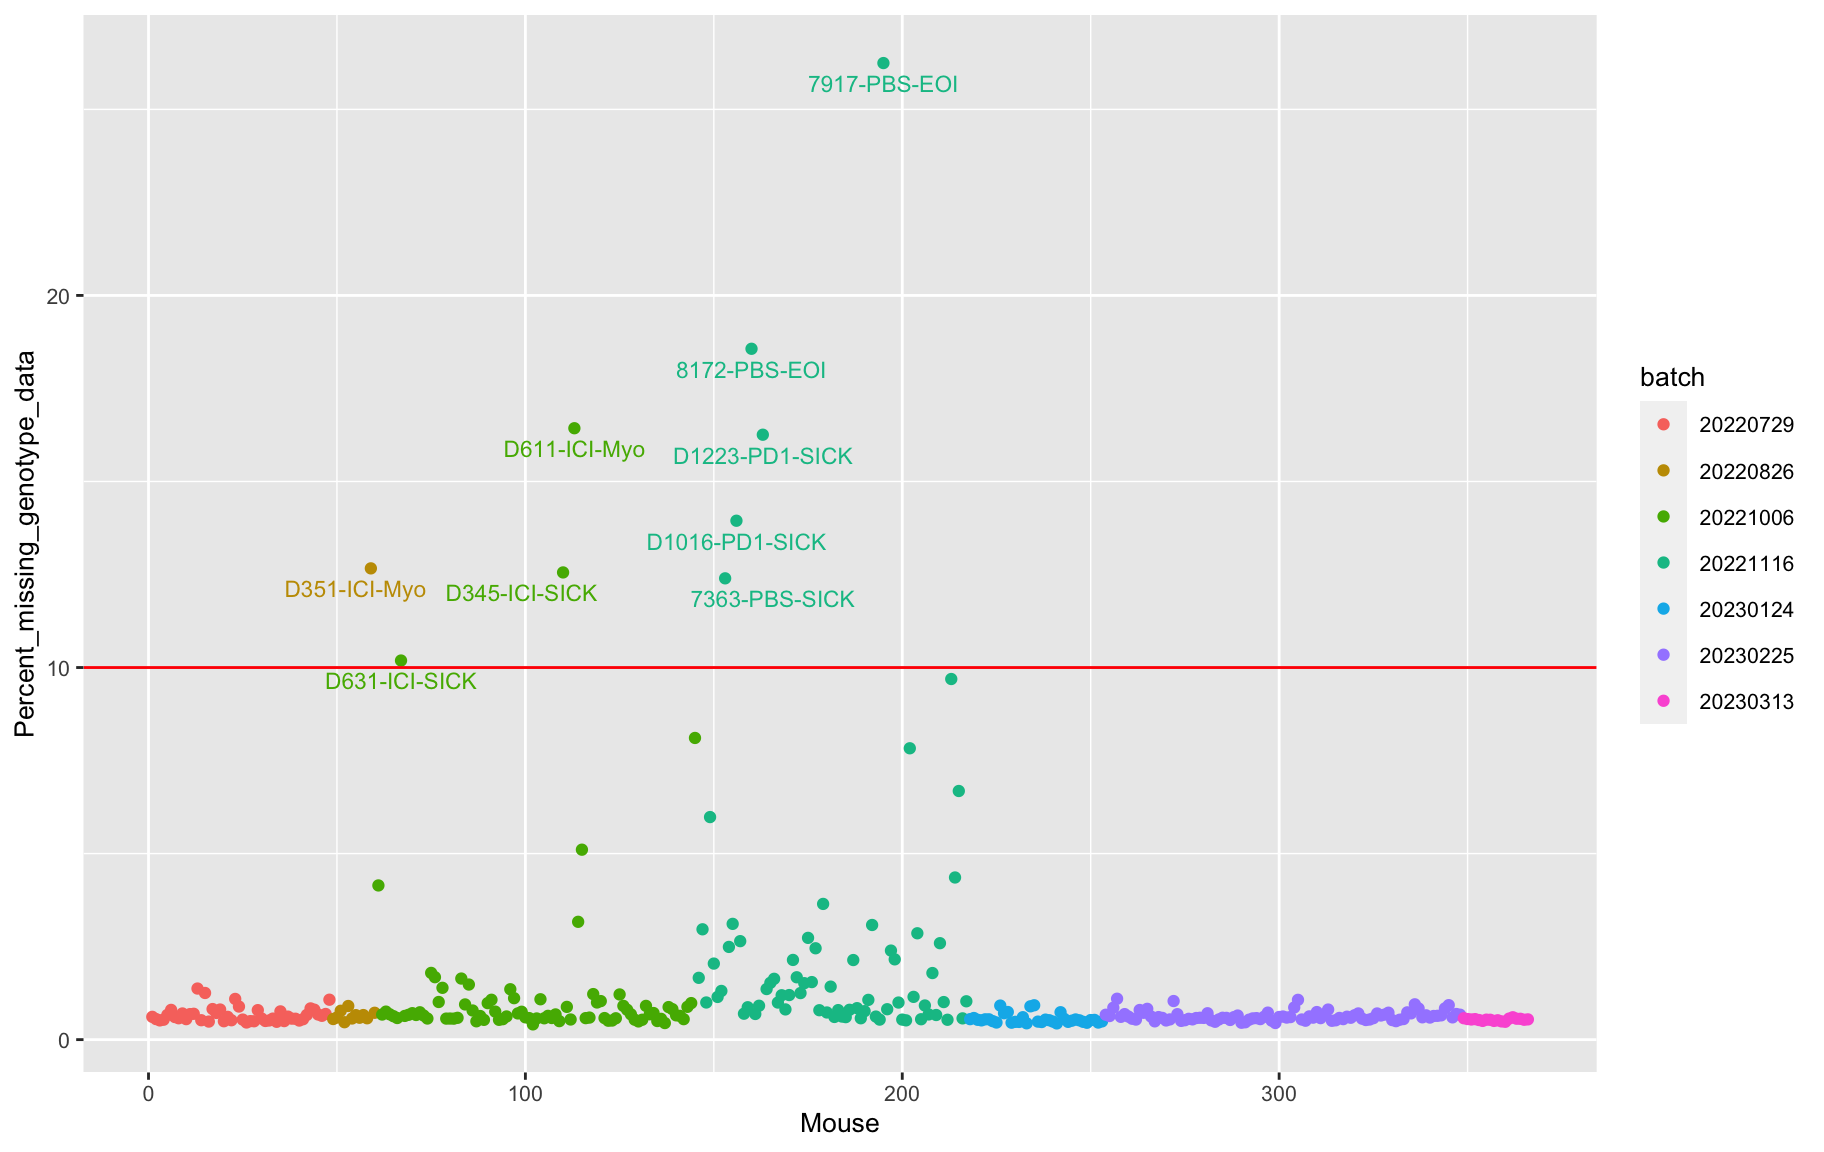 7917-PBS-EOI
20
8172-PBS-EOI
D611-ICI-Myo
D1223-PD1-SICK
D1016-PD1-SICK
D351-ICI-Myo
D345-ICI-SICK
7363-PBS-SICK
10
D631-ICI-SICK
0
Percent_missing_genotype_data
0 100 200 300
Mouse
batch
20220729
20220826
20221006
20221116
20230124
20230225
20230313